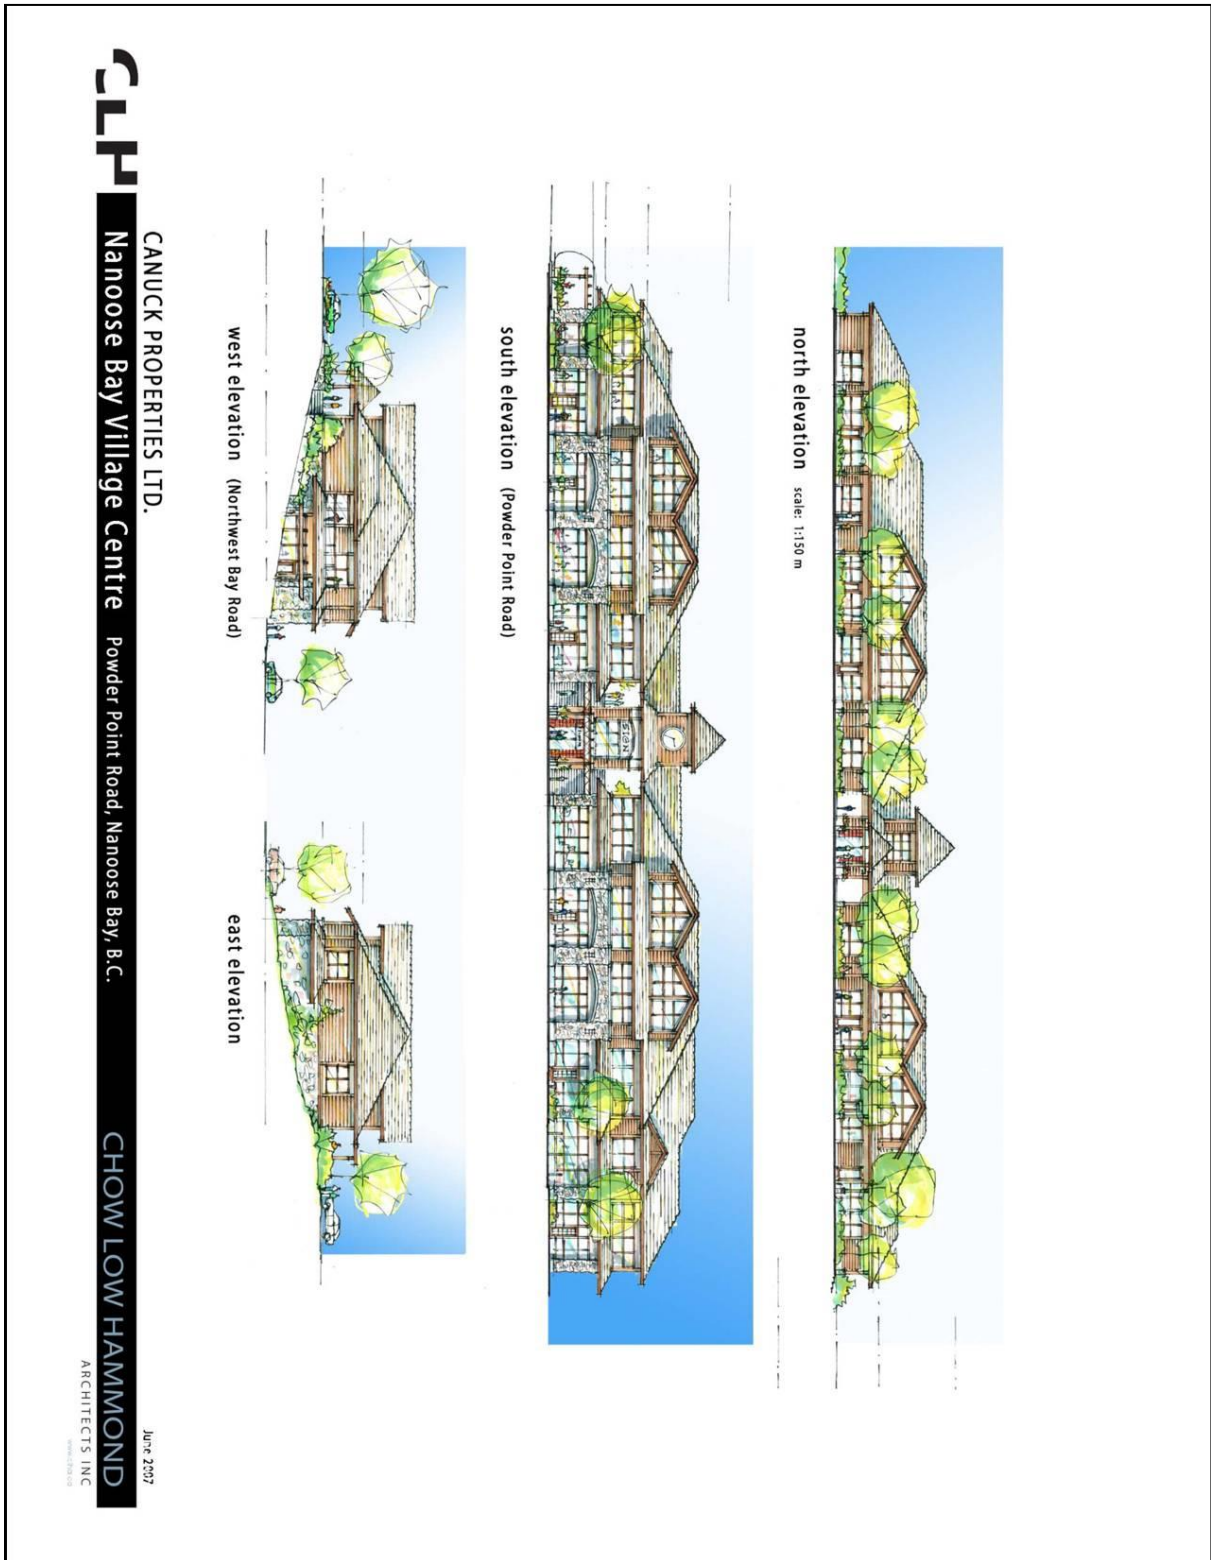 north elevation scale: 1:150 m
SIGN
south elevation (Powder Point Road)
west elevation (Northwest Bay Road)
east elevation
CANUCK PROPERTIES LTD.
June 2007
CLH
Nanoose Bay Village Centre Powder Point Road, Nanoose Bay, B.C.
CHOW LOW HAMMOND
ARCHITECTS INC